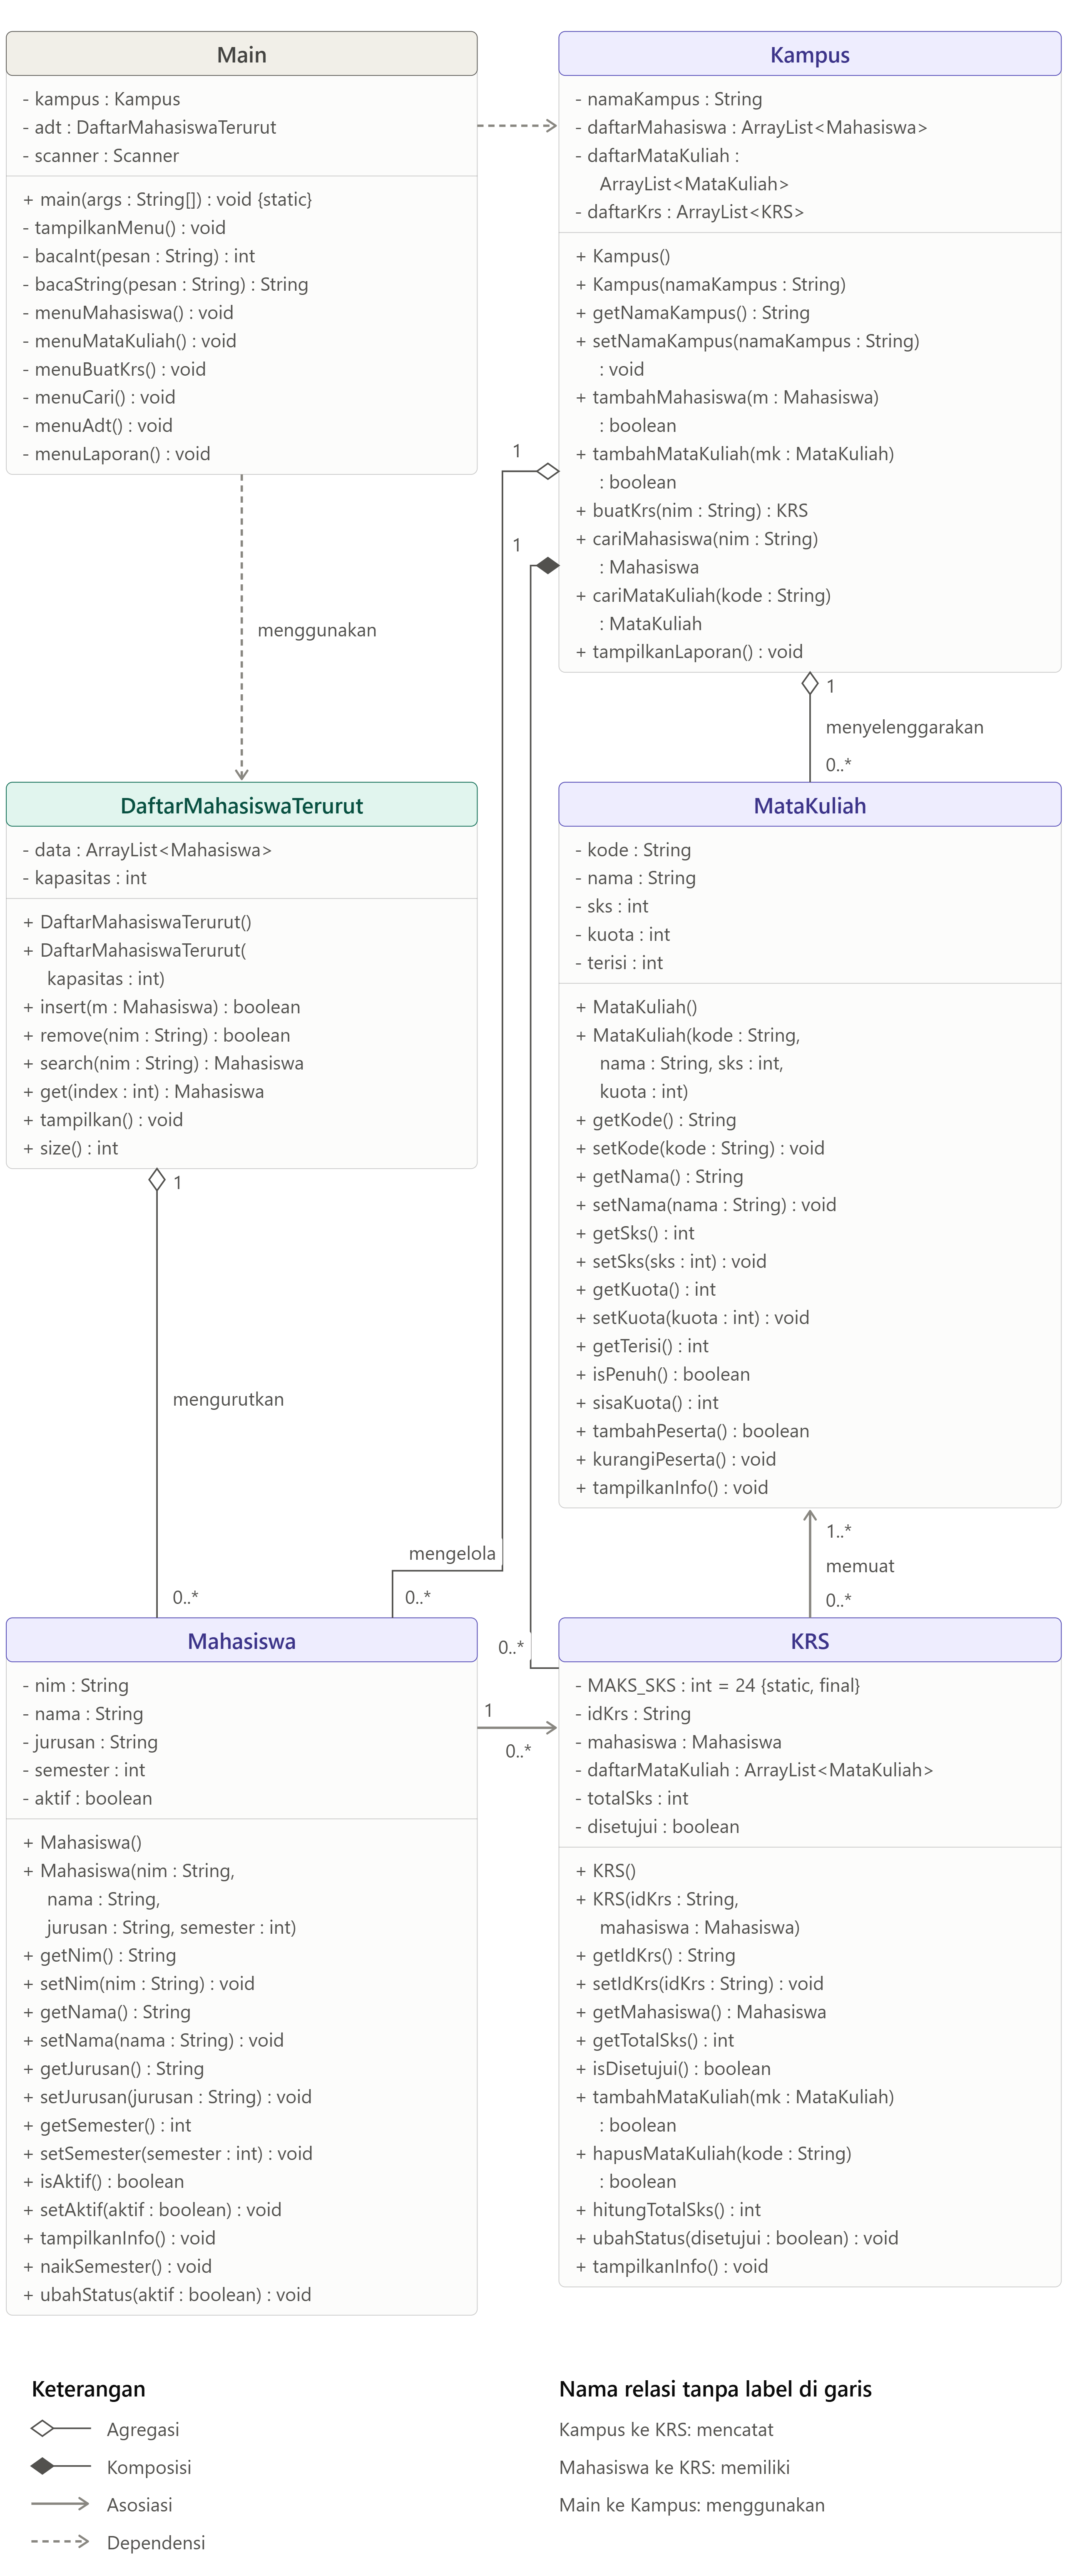 Main
- kampus : Kampus
- adt : DaftarMahasiswaTerurut
- scanner : Scanner
+ main(args : String[]) : void {static}
- tampilkanMenu() : void
- bacaInt(pesan : String) : int
- bacaString(pesan : String) : String
- menuMahasiswa() : void
- menuMataKuliah() : void
- menuBuatKrs() : void
- menuCari() : void
- menuAdt() : void
- menuLaporan() : void
Kampus
- namaKampus : String
- daftarMahasiswa : ArrayList<Mahasiswa>
- daftarMataKuliah :
ArrayList<MataKuliah>
- daftarKrs : ArrayList<KRS>
+ Kampus()
+ Kampus(namaKampus : String)
+ getNamaKampus() : String
+ setNamaKampus(namaKampus : String)
: void
+ tambahMahasiswa(m : Mahasiswa)
: boolean
+ tambahMataKuliah(mk : MataKuliah)
: boolean
+ buatKrs(nim : String) : KRS
+ cariMahasiswa(nim : String)
: Mahasiswa
+ cariMataKuliah(kode : String)
: MataKuliah
+ tampilkanLaporan() : void
1
1
menggunakan
1
menyelenggarakan
0..*
DaftarMahasiswaTerurut
- data : ArrayList<Mahasiswa>
- kapasitas : int
+ DaftarMahasiswaTerurut()
+ DaftarMahasiswaTerurut(
kapasitas : int)
+ insert(m : Mahasiswa) : boolean
+ remove(nim : String) : boolean
+ search(nim : String) : Mahasiswa
+ get(index : int) : Mahasiswa
+ tampilkan() : void
+ size() : int
MataKuliah
- kode : String
- nama : String
- sks : int
- kuota : int
- terisi : int
+ MataKuliah()
+ MataKuliah(kode : String,
nama : String, sks : int,
kuota : int)
+ getKode() : String
+ setKode(kode : String) : void
+ getNama() : String
+ setNama(nama : String) : void
+ getSks() : int
+ setSks(sks : int) : void
+ getKuota() : int
+ setKuota(kuota : int) : void
+ getTerisi() : int
+ isPenuh() : boolean
+ sisaKuota() : int
+ tambahPeserta() : boolean
+ kurangiPeserta() : void
+ tampilkanInfo() : void
1
mengurutkan
0..*
mengelola
0..*
1..*
memuat
0..*
0..*
1
0..*
Mahasiswa
- nim : String
- nama : String
- jurusan : String
- semester : int
- aktif : boolean
+ Mahasiswa()
+ Mahasiswa(nim : String,
nama : String,
jurusan : String, semester : int)
+ getNim() : String
+ setNim(nim : String) : void
+ getNama() : String
+ setNama(nama : String) : void
+ getJurusan() : String
+ setJurusan(jurusan : String) : void
+ getSemester() : int
+ setSemester(semester : int) : void
+ isAktif() : boolean
+ setAktif(aktif : boolean) : void
+ tampilkanInfo() : void
+ naikSemester() : void
+ ubahStatus(aktif : boolean) : void
KRS
- MAKS_SKS : int = 24 {static, final}
- idKrs : String
- mahasiswa : Mahasiswa
- daftarMataKuliah : ArrayList<MataKuliah>
- totalSks : int
- disetujui : boolean
+ KRS()
+ KRS(idKrs : String,
mahasiswa : Mahasiswa)
+ getIdKrs() : String
+ setIdKrs(idKrs : String) : void
+ getMahasiswa() : Mahasiswa
+ getTotalSks() : int
+ isDisetujui() : boolean
+ tambahMataKuliah(mk : MataKuliah)
: boolean
+ hapusMataKuliah(kode : String)
: boolean
+ hitungTotalSks() : int
+ ubahStatus(disetujui : boolean) : void
+ tampilkanInfo() : void
Keterangan
Agregasi
Komposisi
Asosiasi
Dependensi
Nama relasi tanpa label di garis
Kampus ke KRS: mencatat
Mahasiswa ke KRS: memiliki
Main ke Kampus: menggunakan